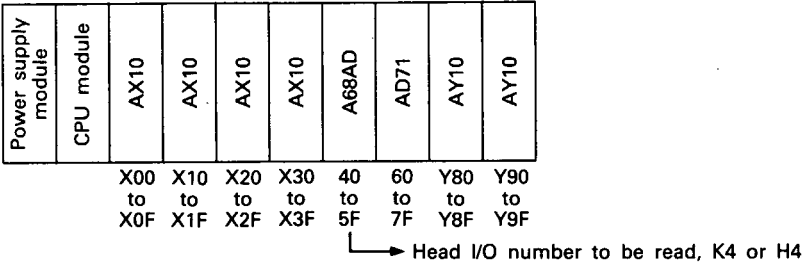 Power supply
module
CPU module
AX10
AX10
AX10
AX10
A68AD
AD71
AY10
AY10
X00 X10 X20 X30 40 60 Y80 Y90
to to to to to to to to
X0F X1F X2F X3F 5F 7F Y8F Y9F
Head I/O number to be read, K4 or H4